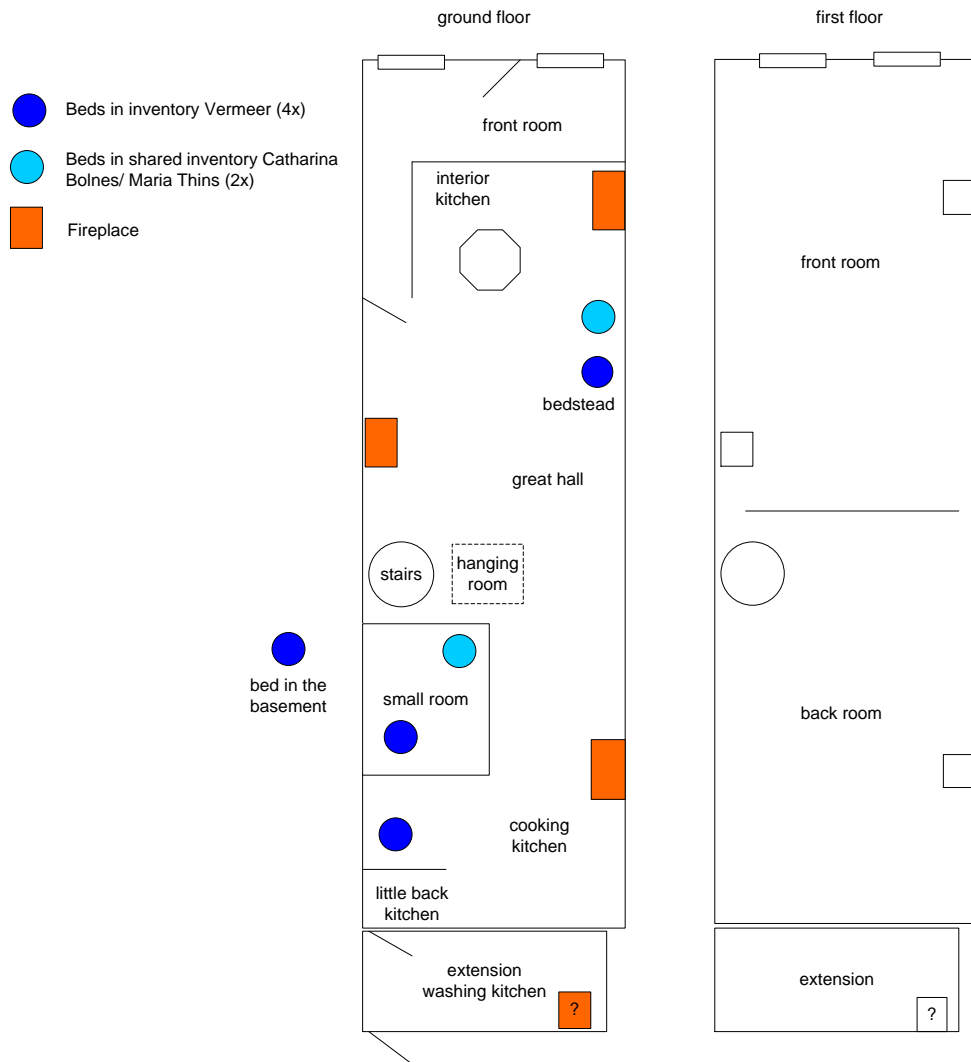 ground floor
first floor
Beds in inventory Vermeer (4x)
Beds in shared inventory Catharina
Bolnes/ Maria Thins (2x)
Fireplace
front room
interior
kitchen
bedstead
great hall
stairs
hanging
room
bed in the
basement
small room
cooking
kitchen
little back
kitchen
extension
washing kitchen
?
front room
back room
extension
?